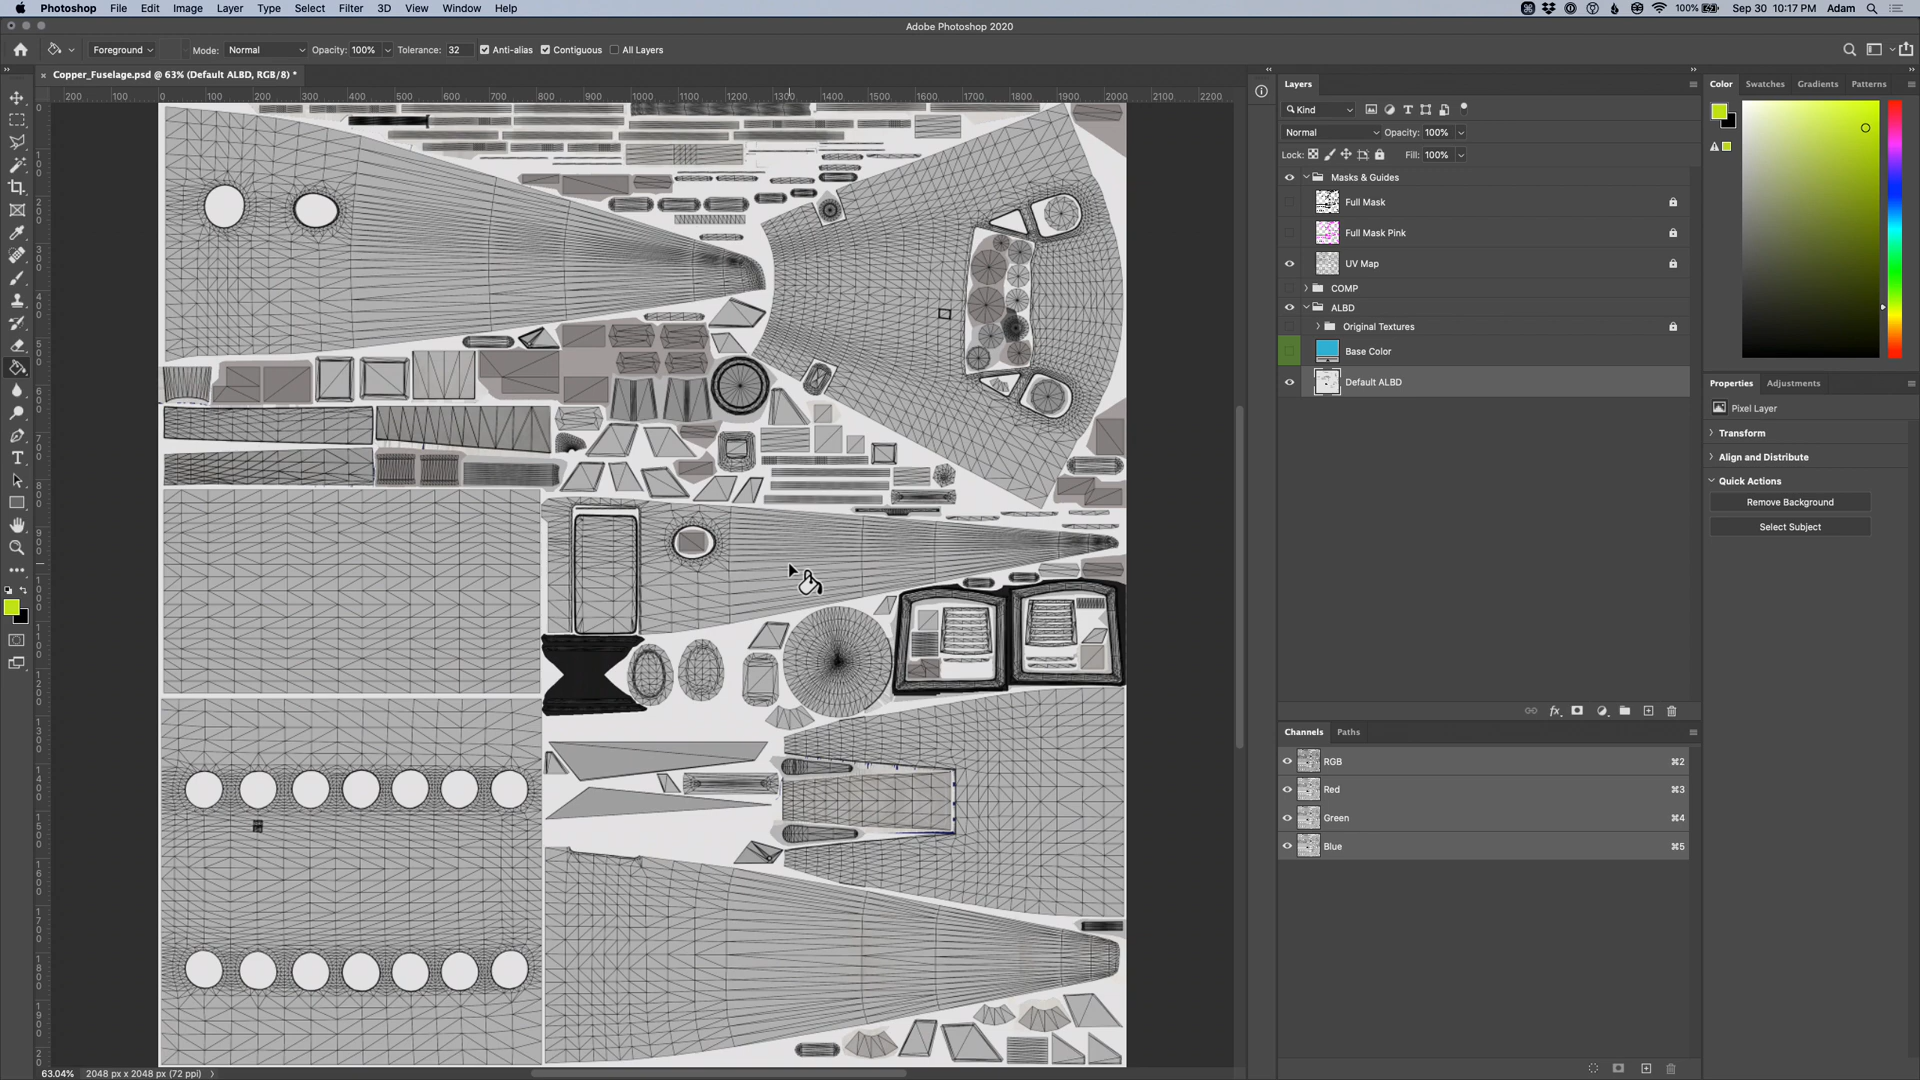 Photoshop File Edit Image Layer Type Select Filter 3D View Window Help 100% Sep 30 10:17 PM Adam
Adobe Photoshop 2020
Foreground Mode: Normal Opacity: 100% Tolerance: 32 Anti-alias Contiguous All Layers
Copper_Fuselage.psd @ 63% (Default ALBD, RGB/8) *
200 100 0 100 200 300 400 500 600 700 800 900 1000 1100 1200 1300 1400 1500 1600 1700 1800 1900 2000 2100 2200
Layers
Kind
Normal Opacity: 100%
Lock: Fill: 100%
Masks & Guides
Full Mask
Full Mask Pink
UV Map
COMP
ALBD
Original Textures
Base Color
Default ALBD
Channels Paths
RGB ⌘2
Red ⌘3
Green ⌘4
Blue ⌘5
Color Swatches Gradients Patterns
Properties Adjustments
Pixel Layer
Transform
Align and Distribute
Quick Actions
Remove Background
Select Subject
63.04% 2048 px x 2048 px (72 ppi)